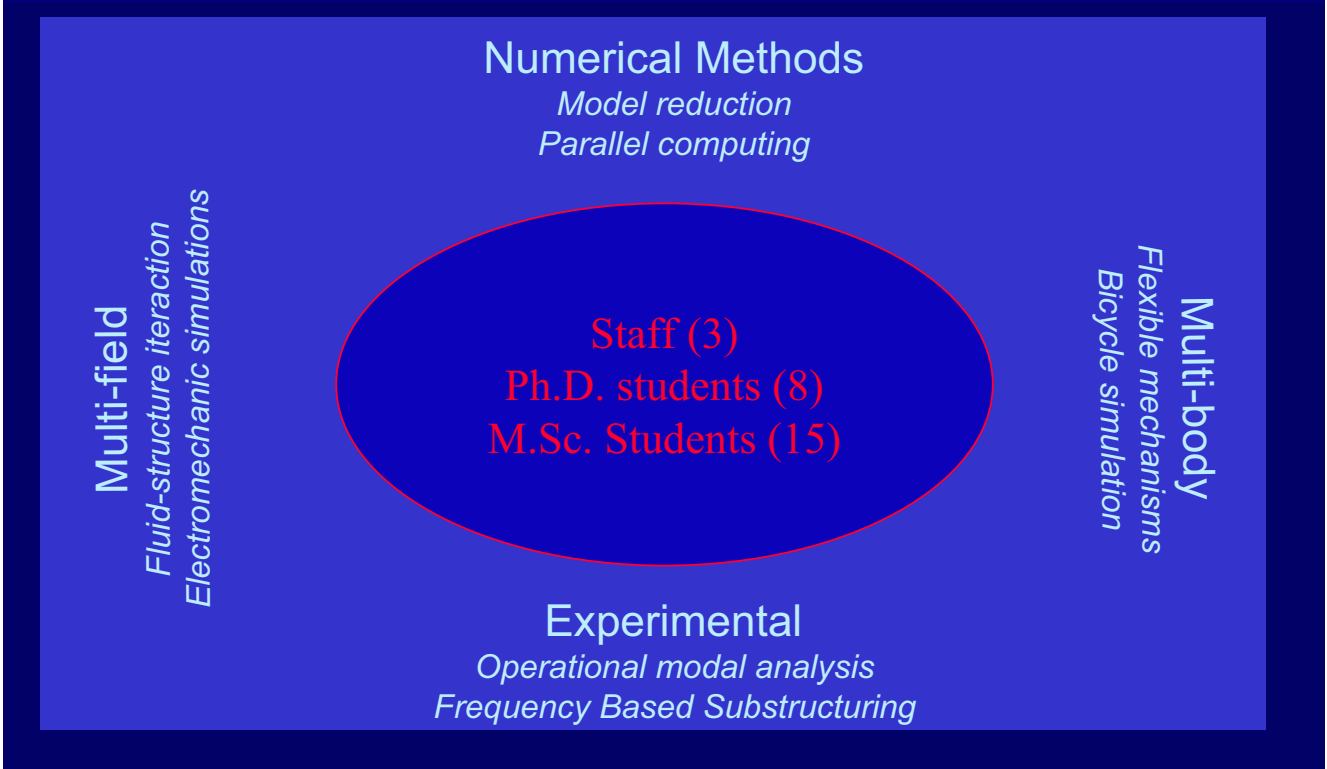 Numerical Methods
Model reduction
Parallel computing
Multi-field
Fluid-structure iteraction
Electromechanic simulations
Staff (3)
Ph.D. students (8)
M.Sc. Students (15)
Multi-body
Flexible mechanisms
Bicycle simulation
Experimental
Operational modal analysis
Frequency Based Substructuring